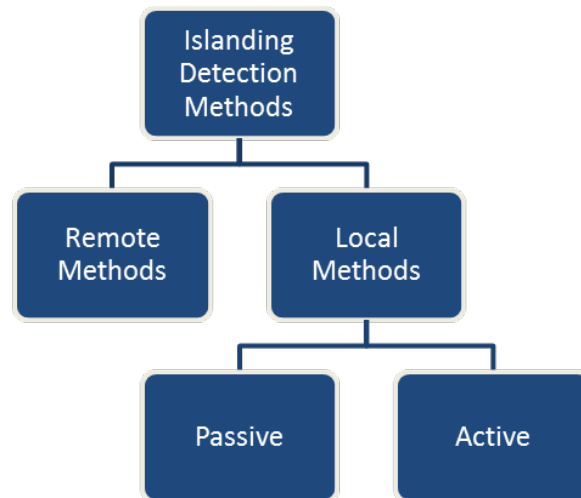 Islanding
Detection
Methods
Remote
Methods
Local
Methods
Passive
Active